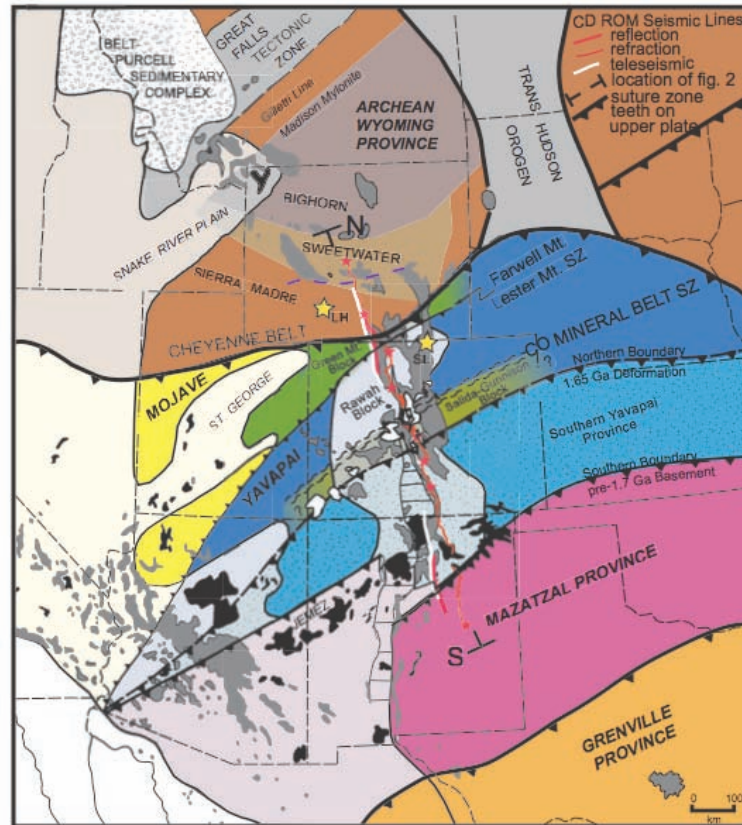 CD ROM Seismic Lines
reflection
refraction
teleseismic
location of fig. 2
suture zone
teeth on
upper plate
BELT-
PURCELL
SEDIMENTARY
COMPLEX
GREAT
FALLS
TECTONIC
ZONE
Madison Mylonite
ARCHEAN
WYOMING
PROVINCE
TRANS HUDSON
OROGEN
SNAKE RIVER PLAIN
BIGHORN
N
SWEETWATER
SIERRA MADRE
LH
CHEYENNE BELT
Farwell Mt.
Lester Mt. SZ
CO MINERAL BELT SZ
SL
MOJAVE
ST. GEORGE
Green Mt.
Block
Rawah
Block
Salida-Gunnison
Block
?
Northern Boundary
1.65 Ga Deformation
Southern Yavapai
Province
Southern Boundary
pre-1.7 Ga Basement
YAVAPAI
?
JEMEZ
MAZATZAL PROVINCE
S
GRENVILLE
PROVINCE
0 100
km